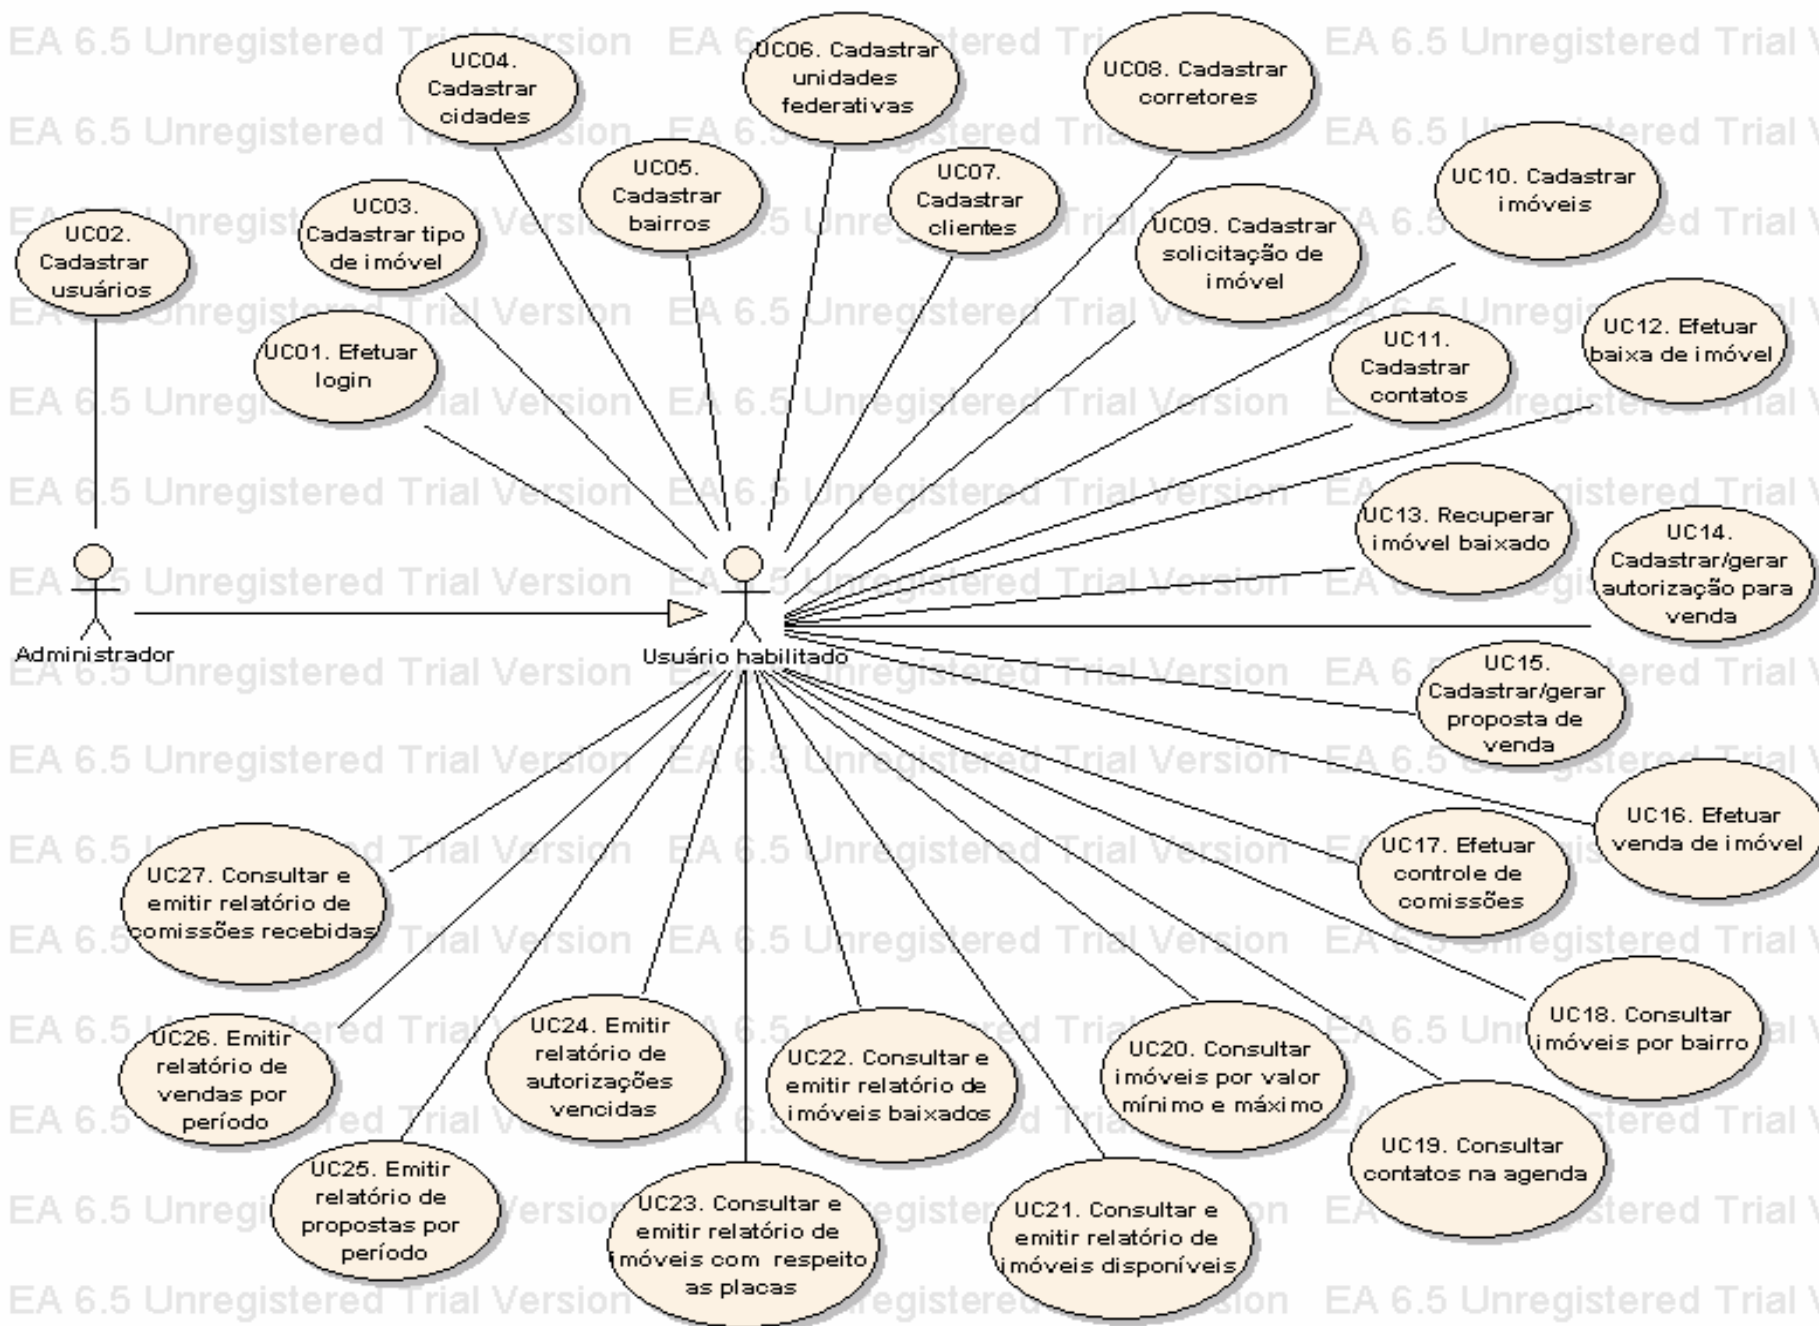 EA 6.5 Unregistered Trial Version
UC04.
Cadastrar
cidades
UC06. Cadastrar
unidades
federativas
UC08. Cadastrar
corretores
UC05.
Cadastrar
bairros
UC07.
Cadastrar
clientes
UC10. Cadastrar
imóveis
UC02.
Cadastrar
usuários
UC03.
Cadastrar tipo
de imóvel
UC09. Cadastrar
solicitação de
imóvel
UC01. Efetuar
login
UC11.
Cadastrar
contatos
UC12. Efetuar
baixa de imóvel
UC13. Recuperar
imóvel baixado
UC14.
Cadastrar/gerar
autorização para
venda
Administrador
Usuário habilitado
UC15.
Cadastrar/gerar
proposta de
venda
UC16. Efetuar
venda de imóvel
UC17. Efetuar
controle de
comissões
UC27. Consultar e
emitir relatório de
comissões recebidas
UC18. Consultar
imóveis por bairro
UC26. Emitir
relatório de
vendas por
período
UC24. Emitir
relatório de
autorizações
vencidas
UC22. Consultar e
emitir relatório de
imóveis baixados
UC20. Consultar
imóveis por valor
mínimo e máximo
UC19. Consultar
contatos na agenda
UC25. Emitir
relatório de
propostas por
período
UC23. Consultar e
emitir relatório de
imóveis com respeito
as placas
UC21. Consultar e
emitir relatório de
imóveis disponíveis